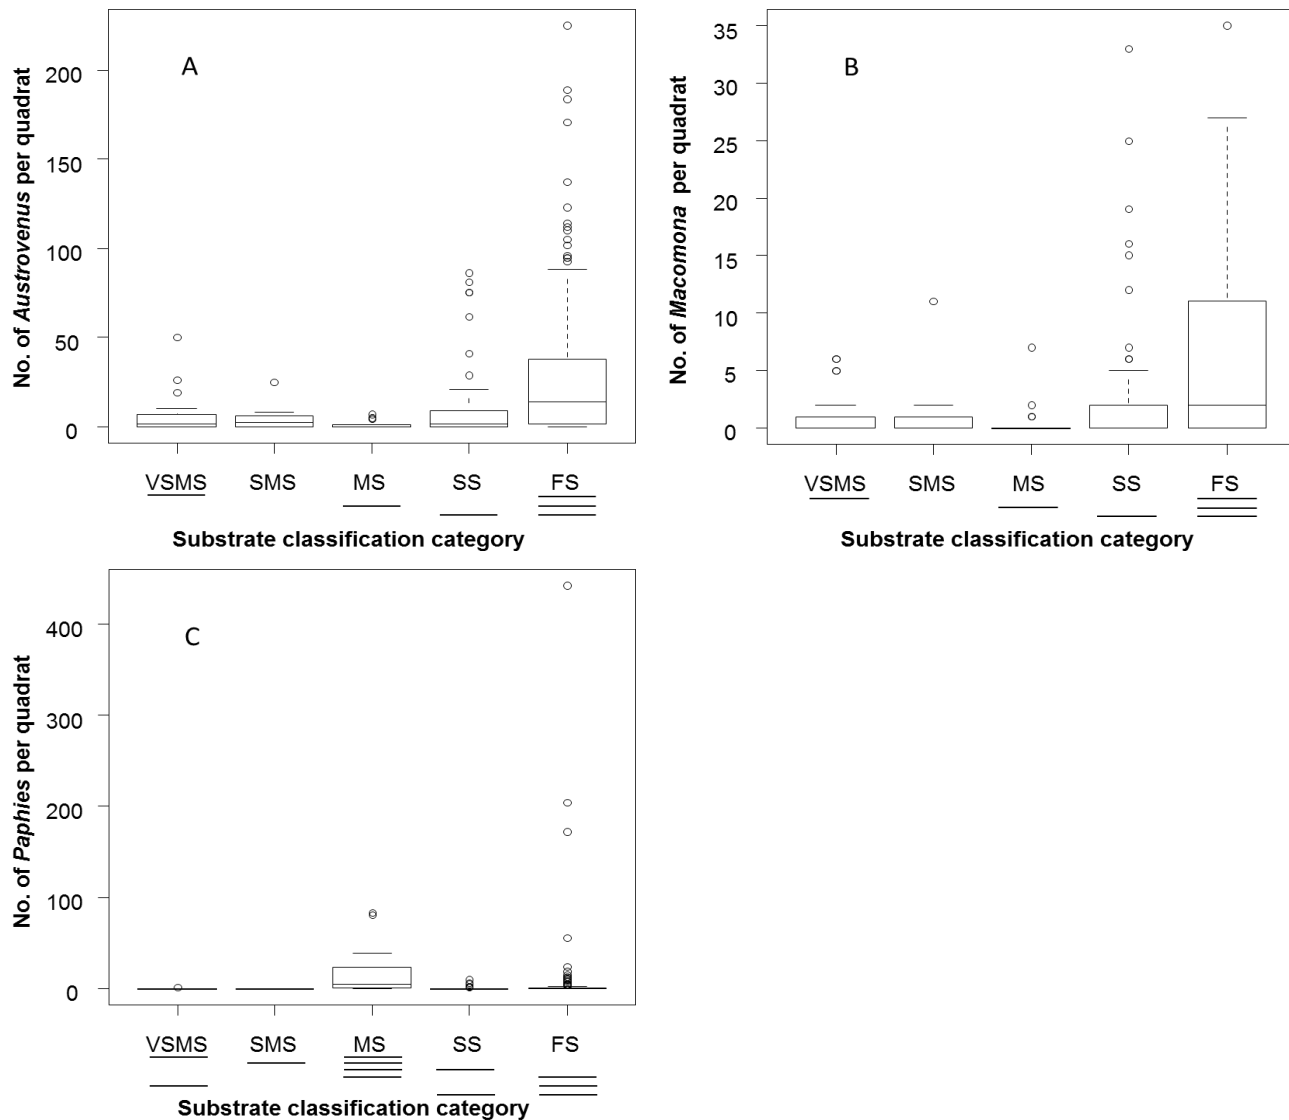 A
No. of Austrovenus per quadrat
200
150
100
50
0
VSMS SMS MS SS FS
Substrate classification category
B
No. of Macomona per quadrat
35
30
25
20
15
10
5
0
VSMS SMS MS SS FS
Substrate classification category
C
No. of Paphies per quadrat
400
300
200
100
0
VSMS SMS MS SS FS
Substrate classification category